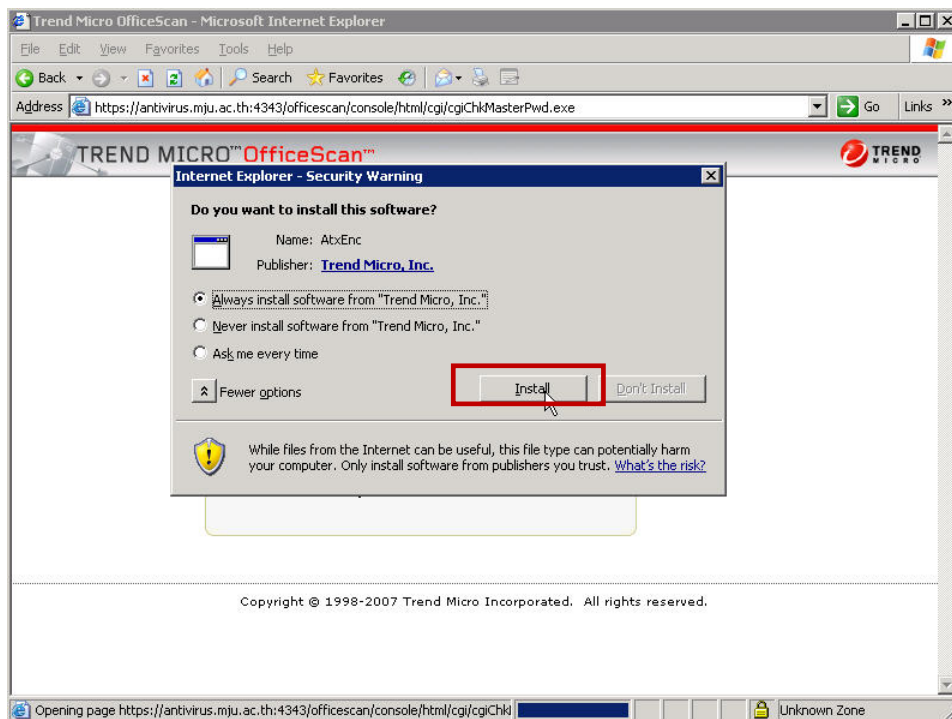 Trend Micro OfficeScan - Microsoft Internet Explorer
File Edit View Favorites Tools Help
Back Search Favorites
Address https://antivirus.mju.ac.th:4343/officescan/console/html/cgi/cgiChkMasterPwd.exe Go Links »
TREND MICRO™ OfficeScan™ TREND MICRO
Internet Explorer - Security Warning
Do you want to install this software?
Name: AtxEnc
Publisher: Trend Micro, Inc.
Always install software from "Trend Micro, Inc."
Never install software from "Trend Micro, Inc."
Ask me every time
Fewer options Install Don't Install
While files from the Internet can be useful, this file type can potentially harm
your computer. Only install software from publishers you trust. What's the risk?
Copyright © 1998-2007 Trend Micro Incorporated. All rights reserved.
Opening page https://antivirus.mju.ac.th:4343/officescan/console/html/cgi/cgiChk Unknown Zone